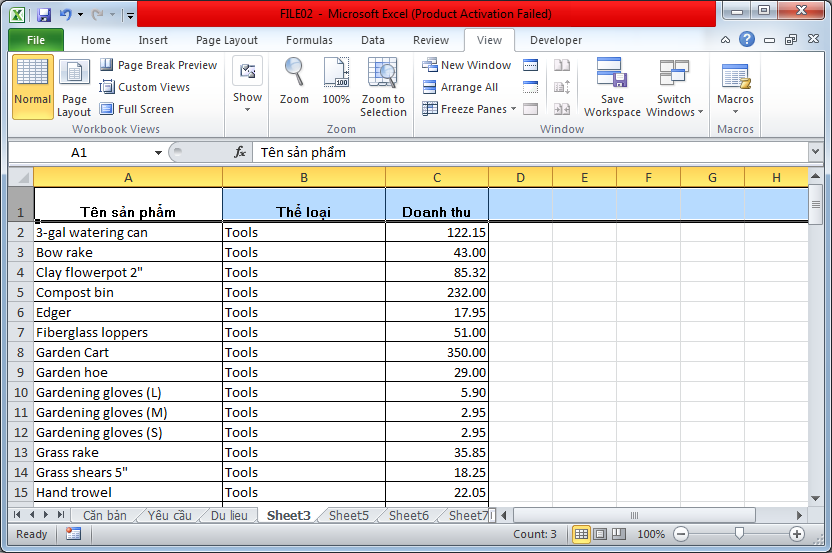 FILE02 - Microsoft Excel (Product Activation Failed)
File Home Insert Page Layout Formulas Data Review View Developer
Normal
Page Layout
Page Break Preview
Custom Views
Full Screen
Workbook Views
Show
Zoom
100%
Zoom to Selection
Zoom
New Window
Arrange All
Freeze Panes
Save Workspace
Switch Windows
Window
Macros
Macros
A1 fx Tên sản phẩm
A B C D E F G H
1 Tên sản phẩm Thể loại Doanh thu
2 3-gal watering can Tools 122.15
3 Bow rake Tools 43.00
4 Clay flowerpot 2" Tools 85.32
5 Compost bin Tools 232.00
6 Edger Tools 17.95
7 Fiberglass loppers Tools 51.00
8 Garden Cart Tools 350.00
9 Garden hoe Tools 29.00
10 Gardening gloves (L) Tools 5.90
11 Gardening gloves (M) Tools 2.95
12 Gardening gloves (S) Tools 2.95
13 Grass rake Tools 35.85
14 Grass shears 5" Tools 18.25
15 Hand trowel Tools 22.05
Căn bản Yêu cầu Du lieu Sheet3 Sheet5 Sheet6 Sheet7
Ready Count: 3 100%